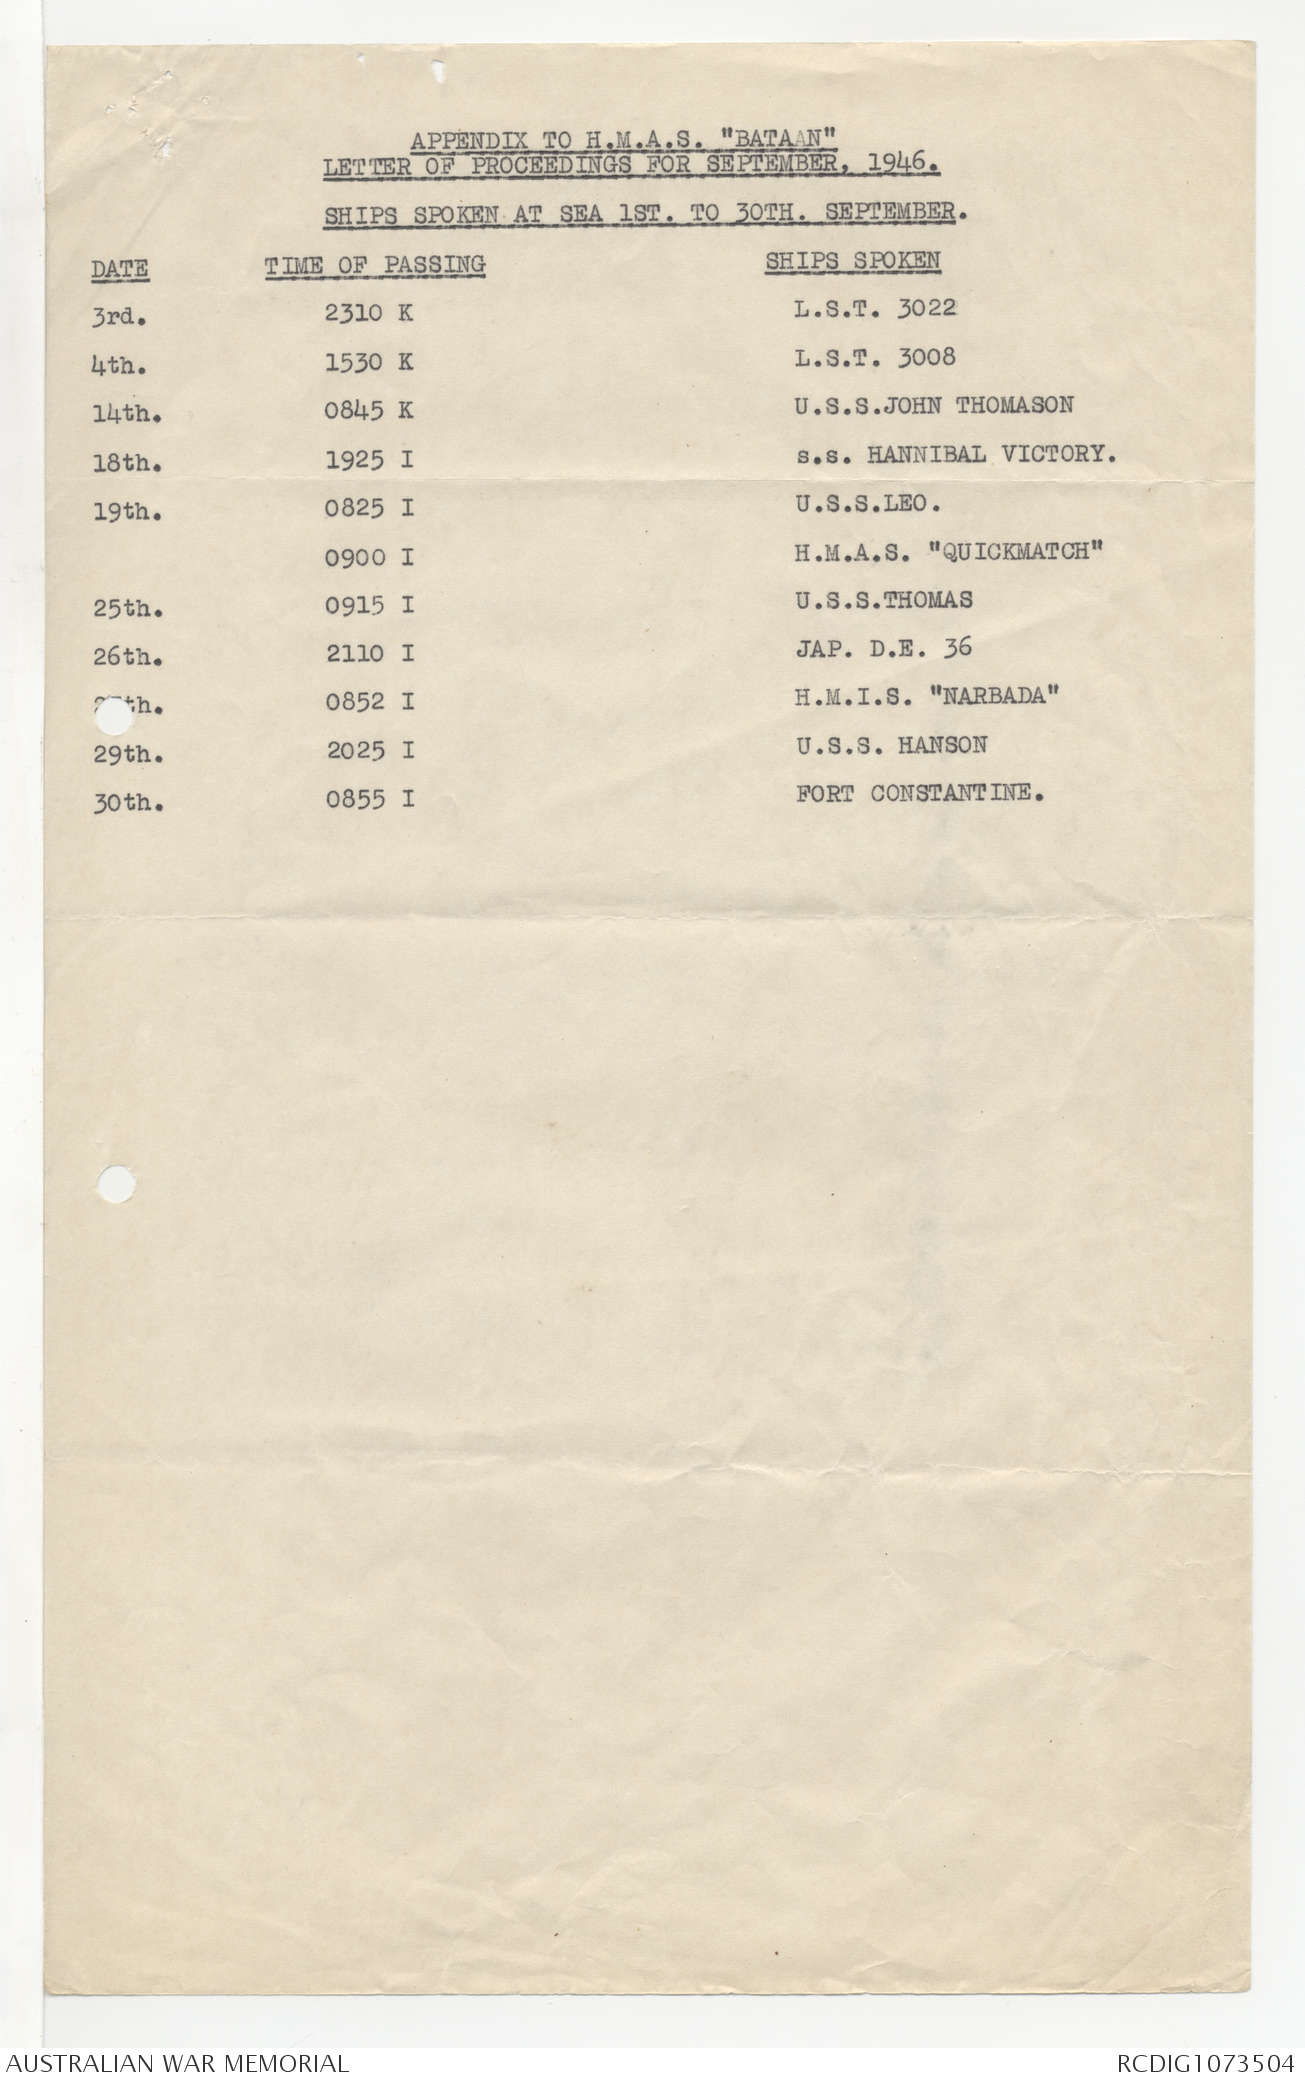 APPENDIX TO H.M.A.S. "BATAAN"
LETTER OF PROCEEDINGS FOR SEPTEMBER, 1946.
SHIPS SPOKEN AT SEA 1ST. TO 30TH. SEPTEMBER.
DATE TIME OF PASSING SHIPS SPOKEN
3rd. 2310 K L.S.T. 3022
4th. 1530 K L.S.T. 3008
14th. 0845 K U.S.S.JOHN THOMASON
18th. 1925 I s.s. HANNIBAL VICTORY.
19th. 0825 I U.S.S.LEO.
0900 I H.M.A.S. "QUICKMATCH"
25th. 0915 I U.S.S.THOMAS
26th. 2110 I JAP. D.E. 36
0852 I H.M.I.S. "NARBADA"
29th. 2025 I U.S.S. HANSON
30th. 0855 I FORT CONSTANTINE.
AUSTRALIAN WAR MEMORIAL RCDIG1073504